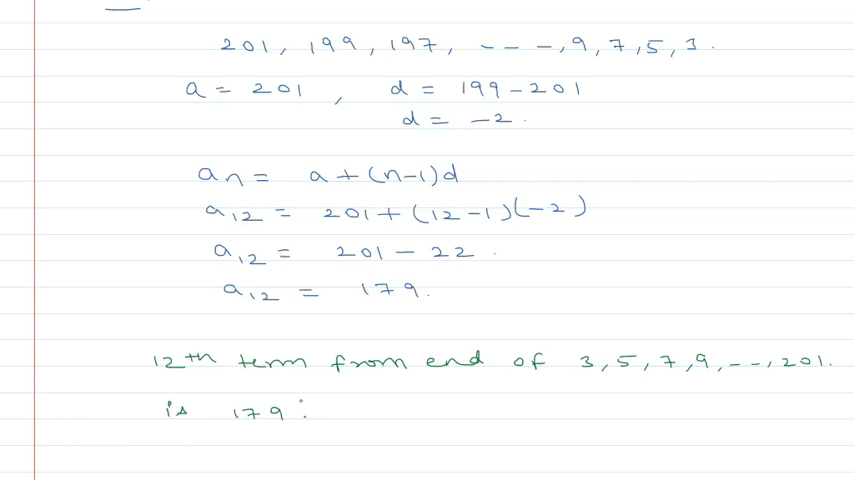 201, 199, 197, - - -, 9, 7, 5, 3.
a = 201 , d = 199 - 201
d = -2.
an = a + (n-1)d
a12 = 201 + (12-1)(-2)
a12 = 201 - 22.
a12 = 179.
12th term from end of 3, 5, 7, 9, - -, 201.
is 179.